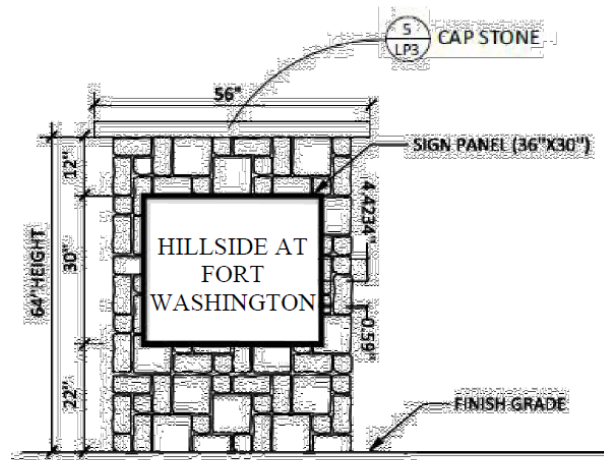 5
LP3
CAP STONE
56"
SIGN PANEL (36"X30")
12"
4.4234"
64"HEIGHT
30"
HILLSIDE AT
FORT
WASHINGTON
0.59"
22"
FINISH GRADE